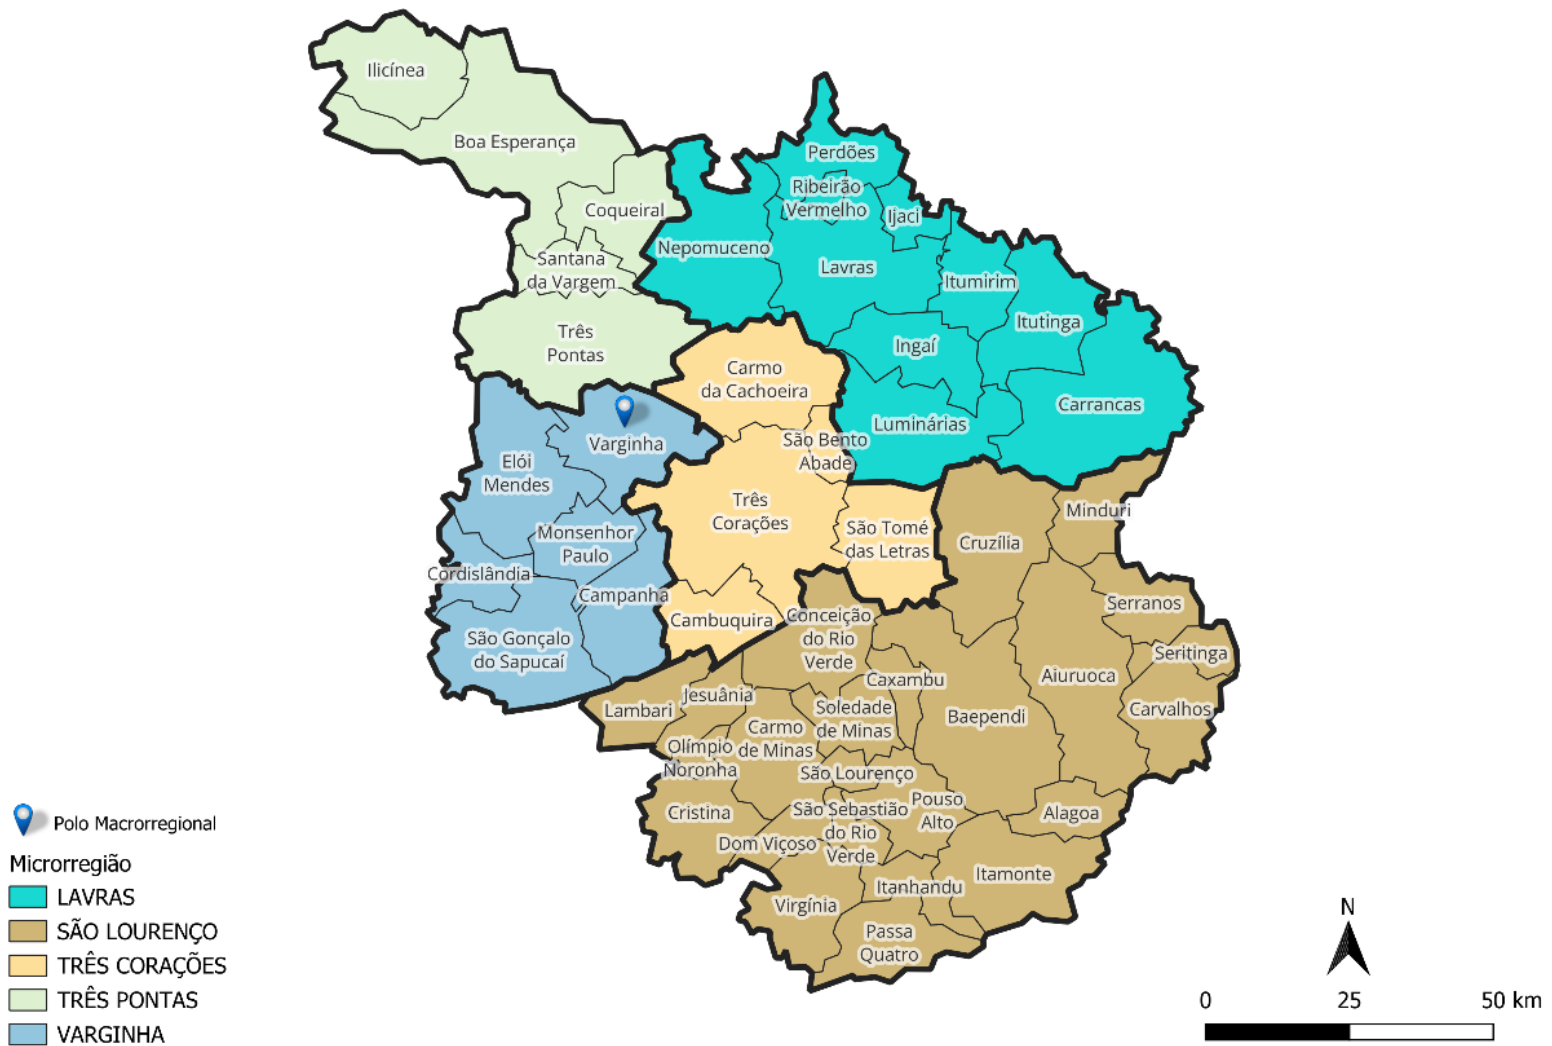 Ilicínea
Boa Esperança
Coqueiral
Santana
da Vargem
Três
Pontas
Perdões
Ribeirão
Vermelho
Ijaci
Nepomuceno
Lavras
Itumirim
Itutinga
Ingaí
Carrancas
Luminárias
Carmo
da Cachoeira
São Bento
Abade
Três
Corações
São Tomé
das Letras
Cambuquira
Varginha
Elói
Mendes
Monsenhor
Paulo
Cordislândia
Campanha
São Gonçalo
do Sapucaí
Minduri
Cruzília
Serranos
Seritinga
Aiuruoca
Carvalhos
Conceição
do Rio
Verde
Caxambu
Baependi
Jesuânia
Lambari
Soledade
de Minas
Carmo
de Minas
Olímpio
Noronha
São Lourenço
Cristina
São Sebastião
do Rio
Verde
Pouso
Alto
Alagoa
Dom Viçoso
Itamonte
Itanhandu
Virgínia
Passa
Quatro
Polo Macrorregional
Microrregião
LAVRAS
SÃO LOURENÇO
TRÊS CORAÇÕES
TRÊS PONTAS
VARGINHA
N
0 25 50 km